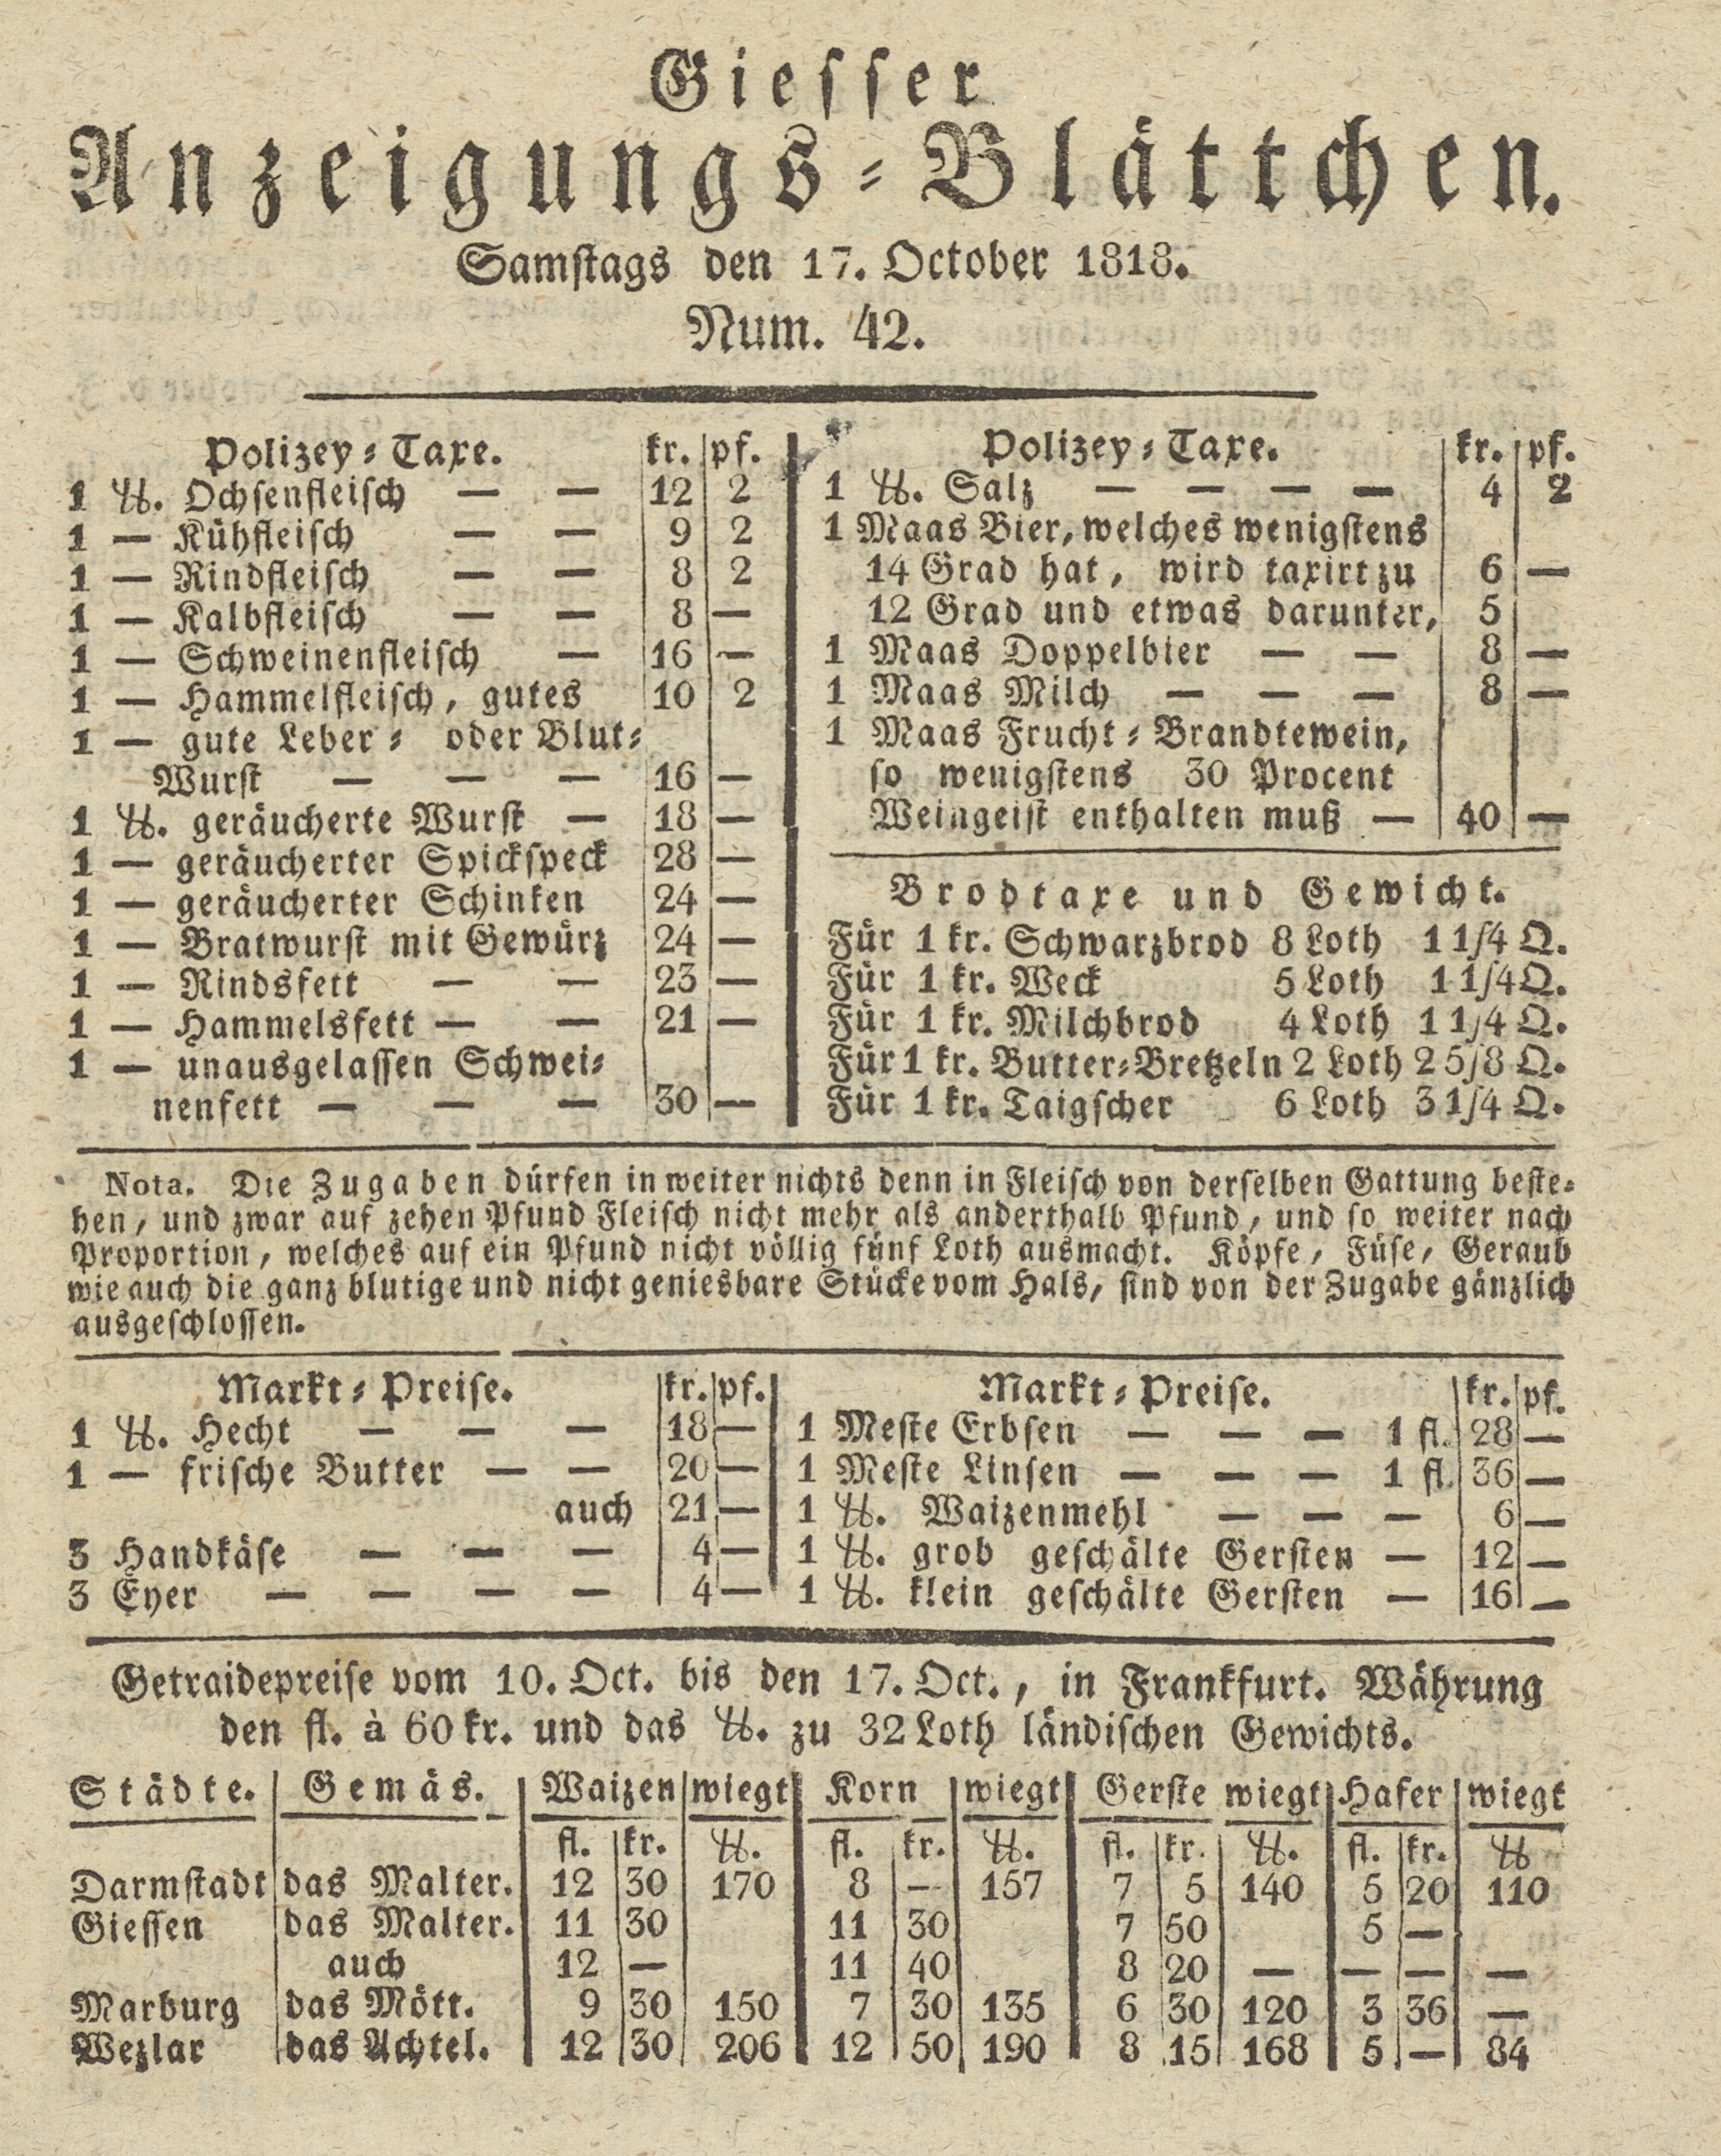 Giesser
Anzeigungs-Blättchen.
Samstags den 17. October 1818.
Num. 42.
Polizey-Taxe. kr. pf.
1 ℔. Ochsenfleisch — — 12 2
1 — Kühfleisch — — 9 2
1 — Rindfleisch — — 8 2
1 — Kalbfleisch — — 8 —
1 — Schweinenfleisch — 16 —
1 — Hammelfleisch, gutes 10 2
1 — gute Leber- oder Blut-
Wurst — — — 16 —
1 ℔. geräucherte Wurst — 18 —
1 — geräucherter Spickspeck 28 —
1 — geräucherter Schinken 24 —
1 — Bratwurst mit Gewürz 24 —
1 — Rindsfett — — 23 —
1 — Hammelsfett — — 21 —
1 — unausgelassen Schwei-
nenfett — — — 30 —
Polizey-Taxe. kr. pf.
1 ℔. Salz — — — — 4 2
1 Maas Bier, welches wenigstens
14 Grad hat, wird taxirt zu 6 —
12 Grad und etwas darunter, 5
1 Maas Doppelbier — — 8 —
1 Maas Milch — — — 8 —
1 Maas Frucht-Brandtewein,
so wenigstens 30 Procent
Weingeist enthalten muß — 40 —
Brodtaxe und Gewicht.
Für 1 kr. Schwarzbrod 8 Loth 1 1/4 Q.
Für 1 kr. Weck 5 Loth 1 1/4 Q.
Für 1 kr. Milchbrod 4 Loth 1 1/4 Q.
Für 1 kr. Butter-Bretzeln 2 Loth 2 5/8 Q.
Für 1 kr. Taigscher 6 Loth 3 1/4 Q.
Nota. Die Zugaben dürfen in weiter nichts denn in Fleisch von derselben Gattung beste-
hen, und zwar auf zehen Pfund Fleisch nicht mehr als anderthalb Pfund, und so weiter nach
Proportion, welches auf ein Pfund nicht völlig fünf Loth ausmacht. Köpfe, Füse, Geraub
wie auch die ganz blutige und nicht geniesbare Stücke vom Hals, sind von der Zugabe gänzlich
ausgeschlossen.
Markt-Preise. kr. pf.
1 ℔. Hecht — — — 18 —
1 — frische Butter — — 20 —
auch 21 —
3 Handkäse — — — 4 —
3 Eyer — — — — 4 —
Markt-Preise. kr. pf.
1 Meste Erbsen — — — 1 fl. 28 —
1 Meste Linsen — — — 1 fl. 36 —
1 ℔. Waizenmehl — — — 6 —
1 ℔. grob geschälte Gersten — 12 —
1 ℔. klein geschälte Gersten — 16 —
Getraidepreise vom 10. Oct. bis den 17. Oct., in Frankfurt. Währung
den fl. à 60 kr. und das ℔. zu 32 Loth ländischen Gewichts.
Städte. Gemäs. Waizen wiegt Korn wiegt Gerste wiegt Hafer wiegt
fl. kr. ℔. fl. kr. ℔. fl. kr. ℔. fl. kr. ℔
Darmstadt das Malter. 12 30 170 8 — 157 7 5 140 5 20 110
Giessen das Malter. 11 30 11 30 7 50 5 —
auch 12 — 11 40 8 20 — — — —
Marburg das Mött. 9 30 150 7 30 135 6 30 120 3 36 —
Wezlar das Achtel. 12 30 206 12 50 190 8 15 168 5 — 84